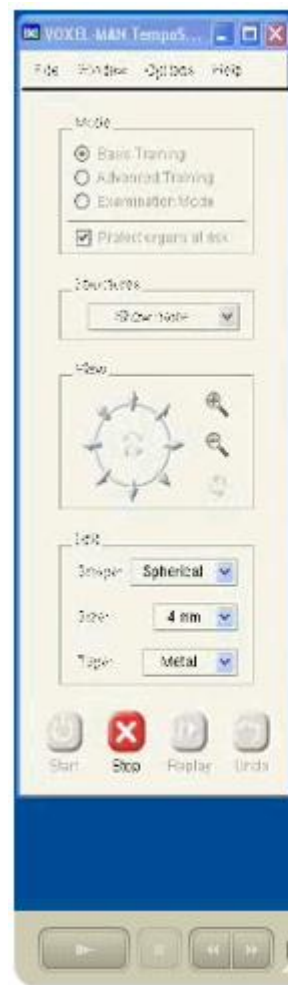 VOXEL-MAN TempoS...
File Window Options Help
Mode
Basic Training
Advanced Training
Examination Mode
Protect organs at risk
Structures
Show
View
Shape: Spherical
Size: 4 mm
Type: Metal
Start Stop Replay Undo